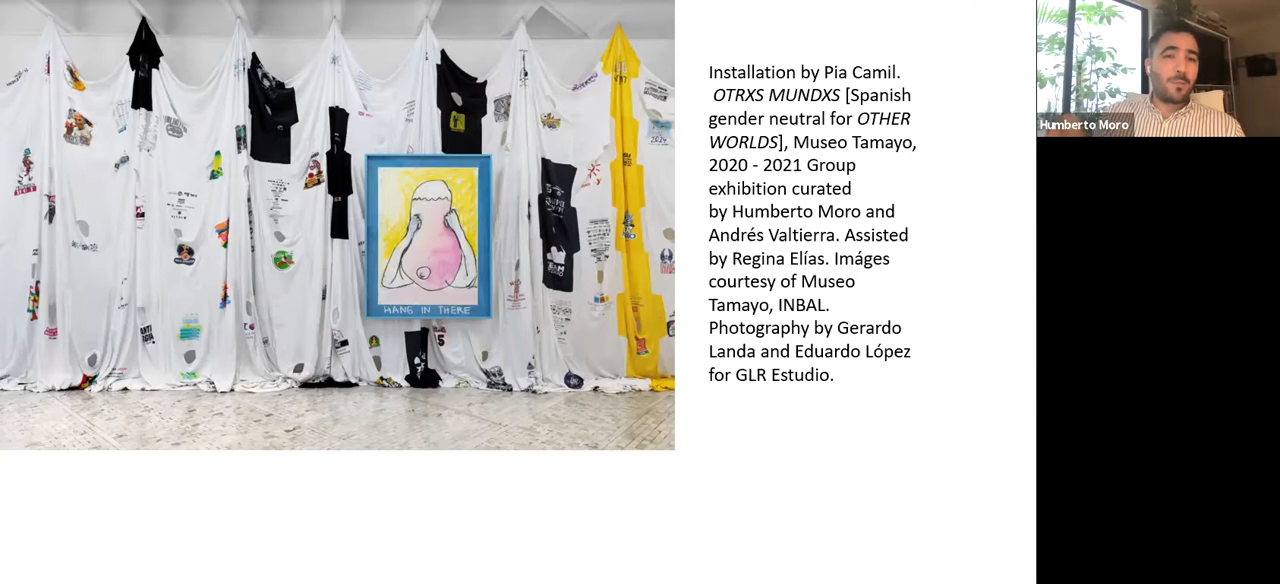 Installation by Pia Camil.
OTRXS MUNDXS [Spanish
gender neutral for OTHER
WORLDS], Museo Tamayo,
2020 - 2021 Group
exhibition curated
by Humberto Moro and
Andrés Valtierra. Assisted
by Regina Elías. Imáges
courtesy of Museo
Tamayo, INBAL.
Photography by Gerardo
Landa and Eduardo López
for GLR Estudio.
HANG IN THERE
Humberto Moro